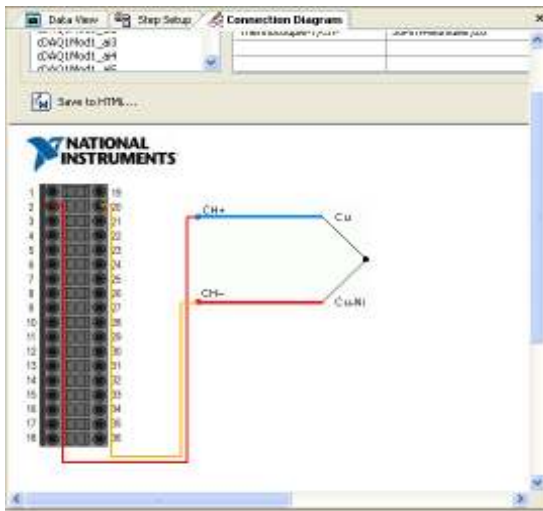 Data View Step Setup Connection Diagram
cDAQ1Mod1_ai3
cDAQ1Mod1_ai4
cDAQ1Mod1_ai5
Save to HTML...
NATIONAL
INSTRUMENTS
1 19
2 20
3 21
4 22
5 23
6 24
7 25
8 26
9 27
10 28
11 29
12 30
13 31
14 32
15 33
16 34
17 35
18 36
CH+ Cu
CH– CuNi